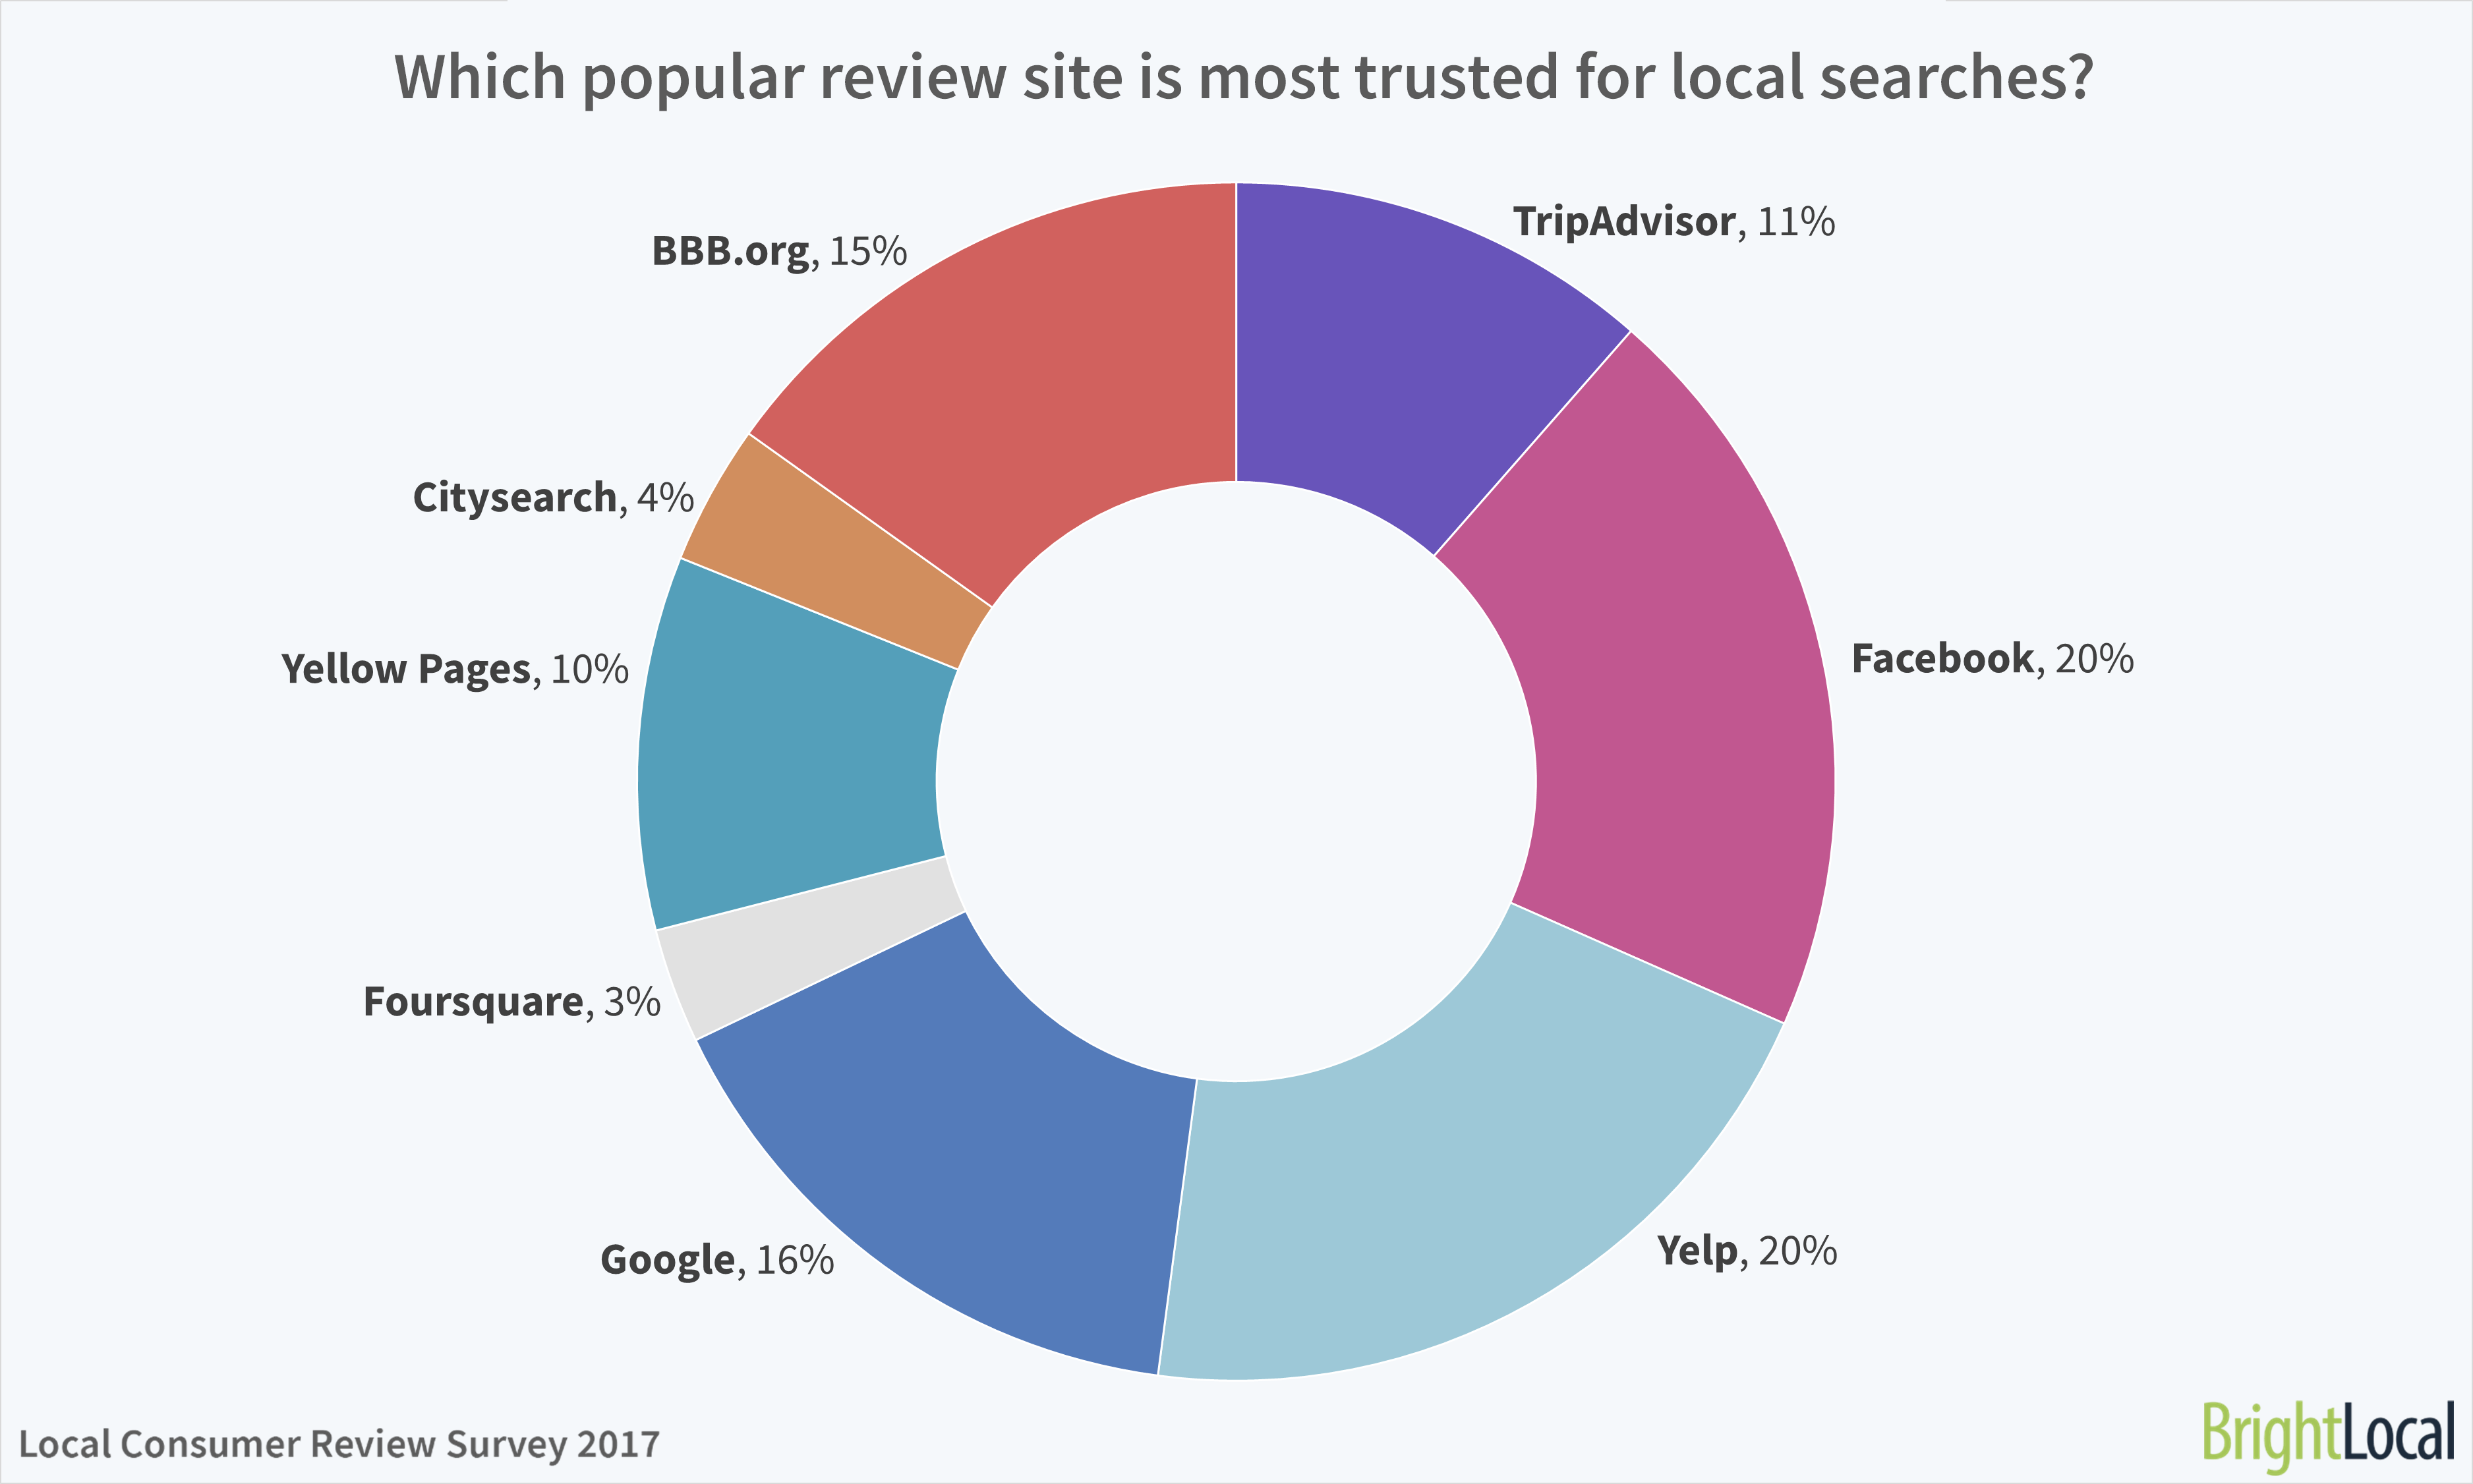 Which popular review site is most trusted for local searches?
TripAdvisor, 11%
BBB.org, 15%
Citysearch, 4%
Facebook, 20%
Yellow Pages, 10%
Foursquare, 3%
Yelp, 20%
Google, 16%
Local Consumer Review Survey 2017
BrightLocal